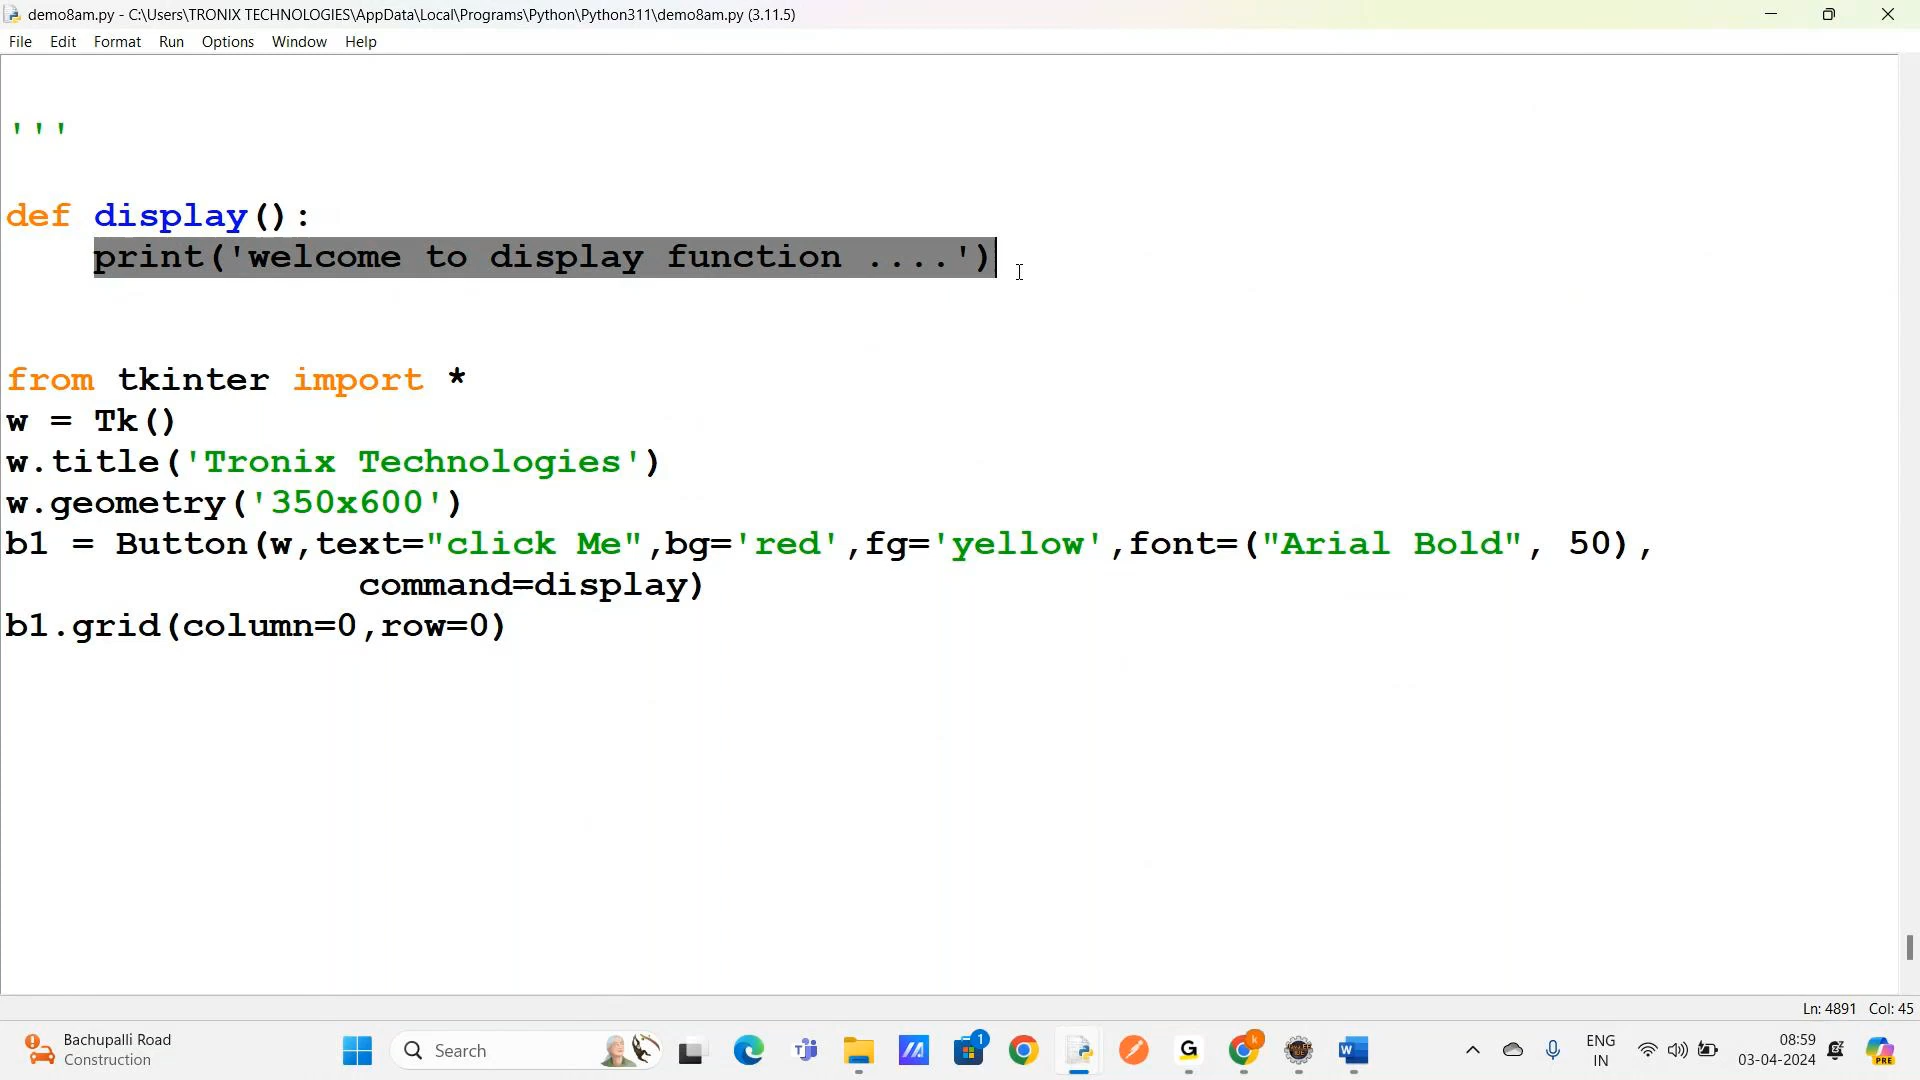 demo8am.py - C:\Users\TRONIX TECHNOLOGIES\AppData\Local\Programs\Python\Python311\demo8am.py (3.11.5)
File Edit Format Run Options Window Help
'''
def display():
    print('welcome to display function ....')
from tkinter import *
w = Tk()
w.title('Tronix Technologies')
w.geometry('350x600')
b1 = Button(w,text="click Me",bg='red',fg='yellow',font=("Arial Bold", 50),
                command=display)
b1.grid(column=0,row=0)
Ln: 4891 Col: 45
Bachupalli Road
Construction
Search
1
G
k
W
ENG
IN
08:59
03-04-2024
PRE